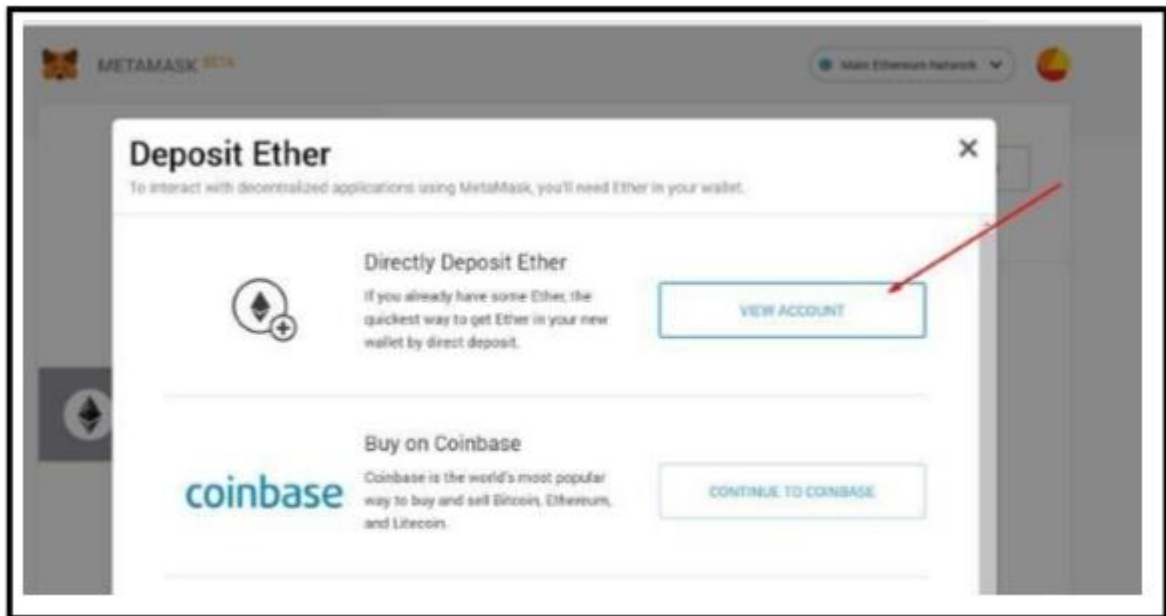 METAMASK BETA
Main Ethereum Network
Deposit Ether
To interact with decentralized applications using MetaMask, you'll need Ether in your wallet.
Directly Deposit Ether
If you already have some Ether, the
quickest way to get Ether in your new
wallet by direct deposit.
VIEW ACCOUNT
Buy on Coinbase
coinbase
Coinbase is the world's most popular
way to buy and sell Bitcoin, Ethereum,
and Litecoin.
CONTINUE TO COINBASE